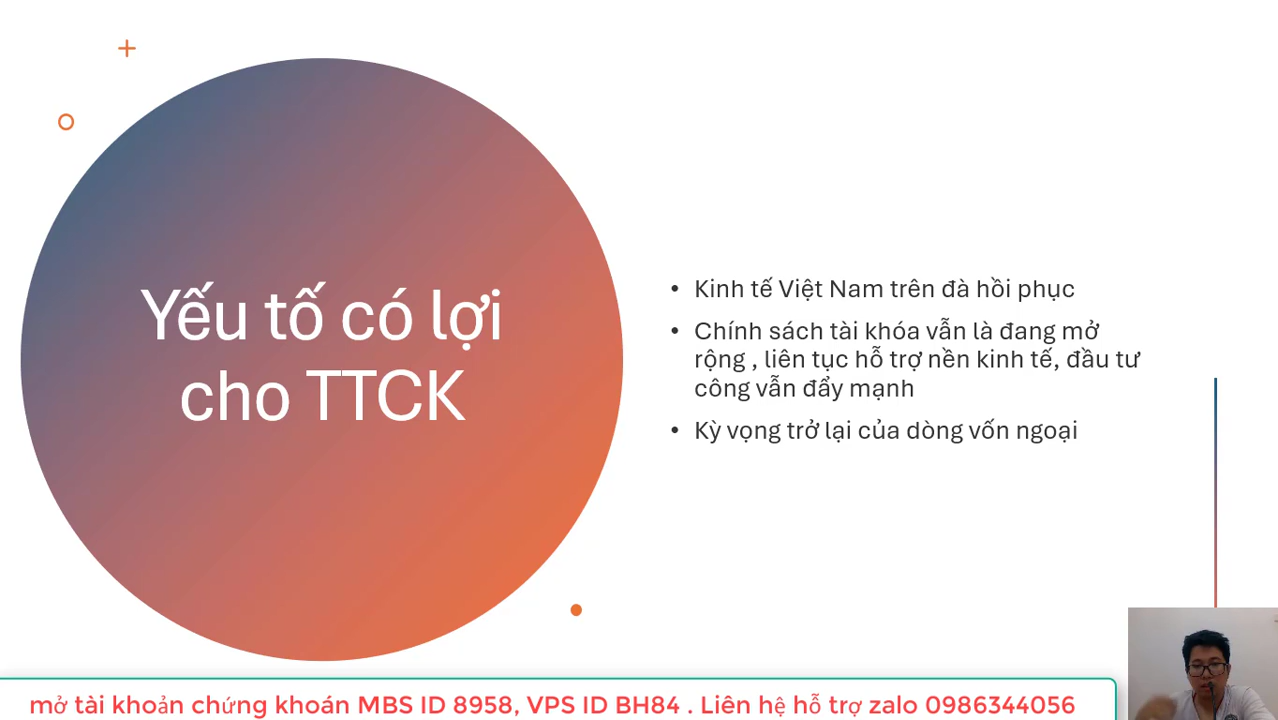 Yếu tố có lợi
cho TTCK
• Kinh tế Việt Nam trên đà hồi phục
• Chính sách tài khóa vẫn là đang mở
rộng , liên tục hỗ trợ nền kinh tế, đầu tư
công vẫn đẩy mạnh
• Kỳ vọng trở lại của dòng vốn ngoại
mở tài khoản chứng khoán MBS ID 8958, VPS ID BH84 . Liên hệ hỗ trợ zalo 0986344056